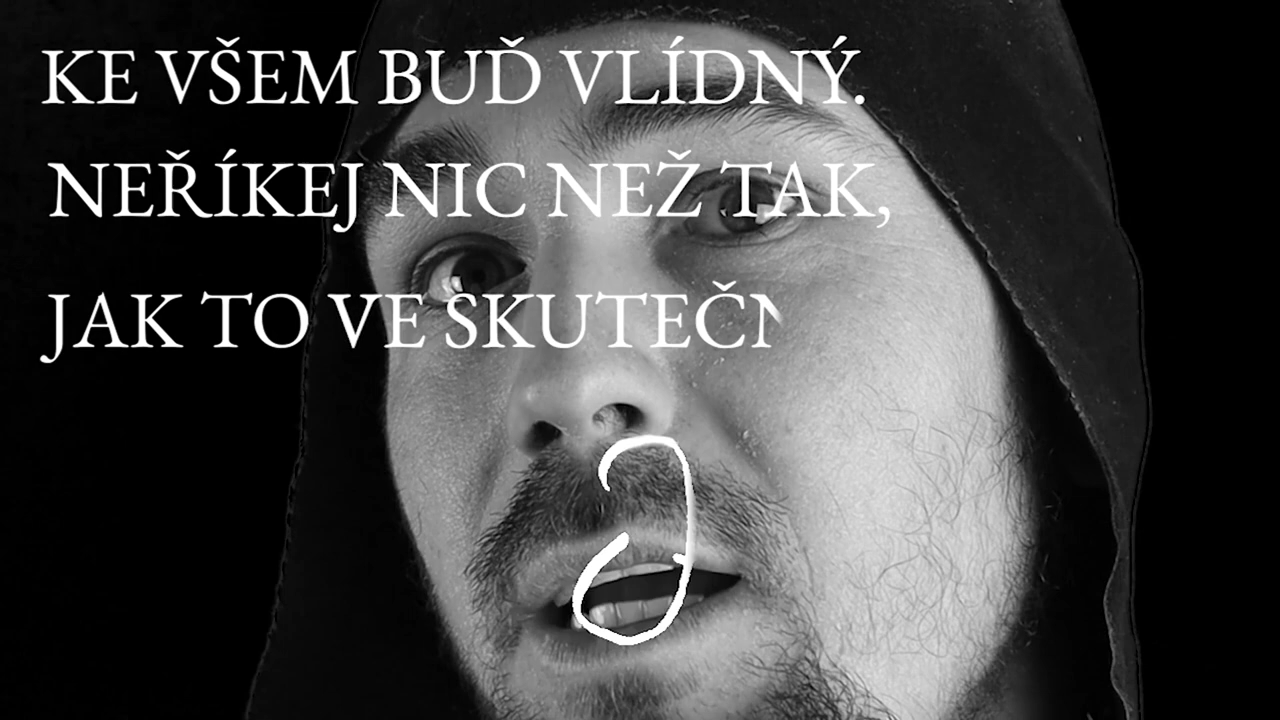 KE VŠEM BUĎ VLÍDNÝ.
NEŘÍKEJ NIC NEŽ TAK,
JAK TO VE SKUTEČN